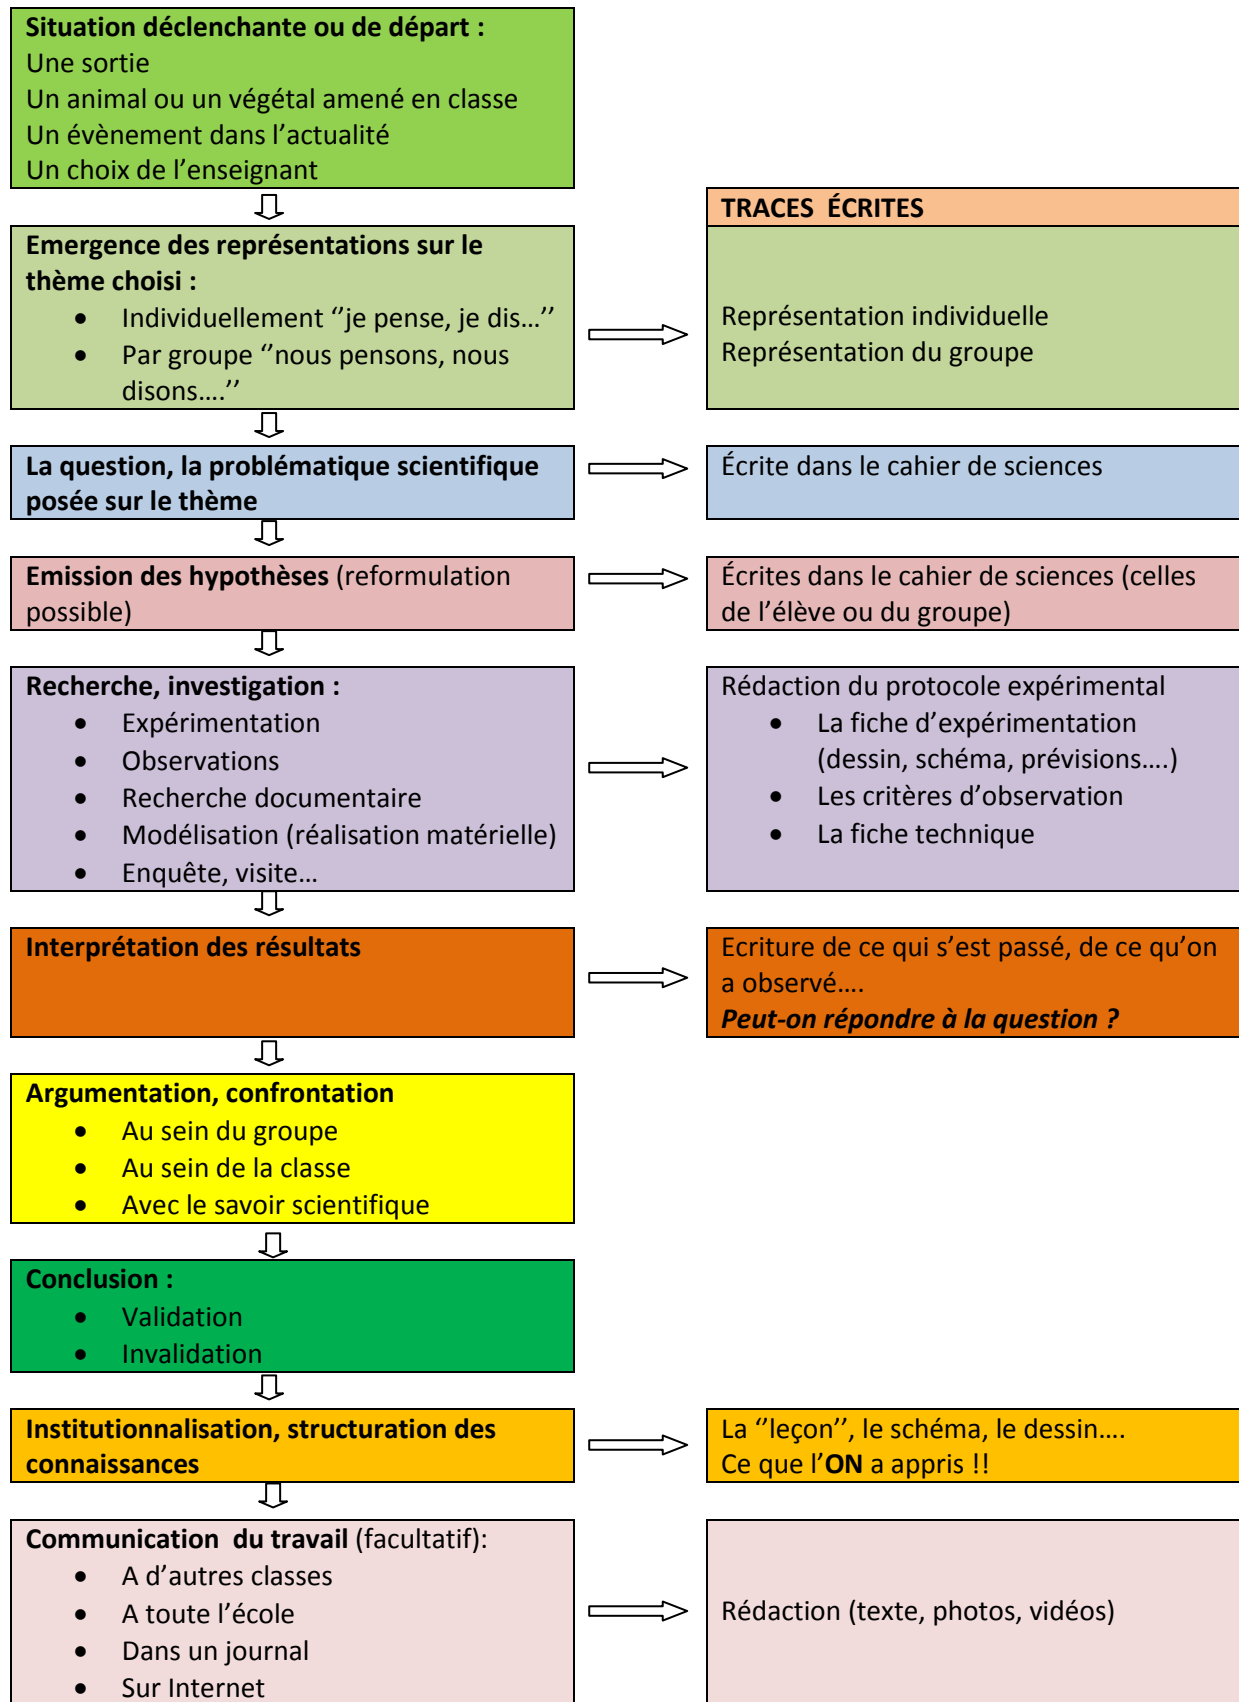 Situation déclenchante ou de départ :
Une sortie
Un animal ou un végétal amené en classe
Un évènement dans l’actualité
Un choix de l’enseignant
TRACES ÉCRITES
Emergence des représentations sur le
thème choisi :
• Individuellement ‘’je pense, je dis…’’
• Par groupe ‘’nous pensons, nous
disons….’’
Représentation individuelle
Représentation du groupe
La question, la problématique scientifique
posée sur le thème
Écrite dans le cahier de sciences
Emission des hypothèses (reformulation
possible)
Écrites dans le cahier de sciences (celles
de l’élève ou du groupe)
Recherche, investigation :
• Expérimentation
• Observations
• Recherche documentaire
• Modélisation (réalisation matérielle)
• Enquête, visite…
Rédaction du protocole expérimental
• La fiche d’expérimentation
(dessin, schéma, prévisions….)
• Les critères d’observation
• La fiche technique
Interprétation des résultats
Ecriture de ce qui s’est passé, de ce qu’on
a observé….
Peut-on répondre à la question ?
Argumentation, confrontation
• Au sein du groupe
• Au sein de la classe
• Avec le savoir scientifique
Conclusion :
• Validation
• Invalidation
Institutionnalisation, structuration des
connaissances
La ‘’leçon’’, le schéma, le dessin….
Ce que l’ON a appris !!
Communication du travail (facultatif):
• A d’autres classes
• A toute l’école
• Dans un journal
• Sur Internet
Rédaction (texte, photos, vidéos)